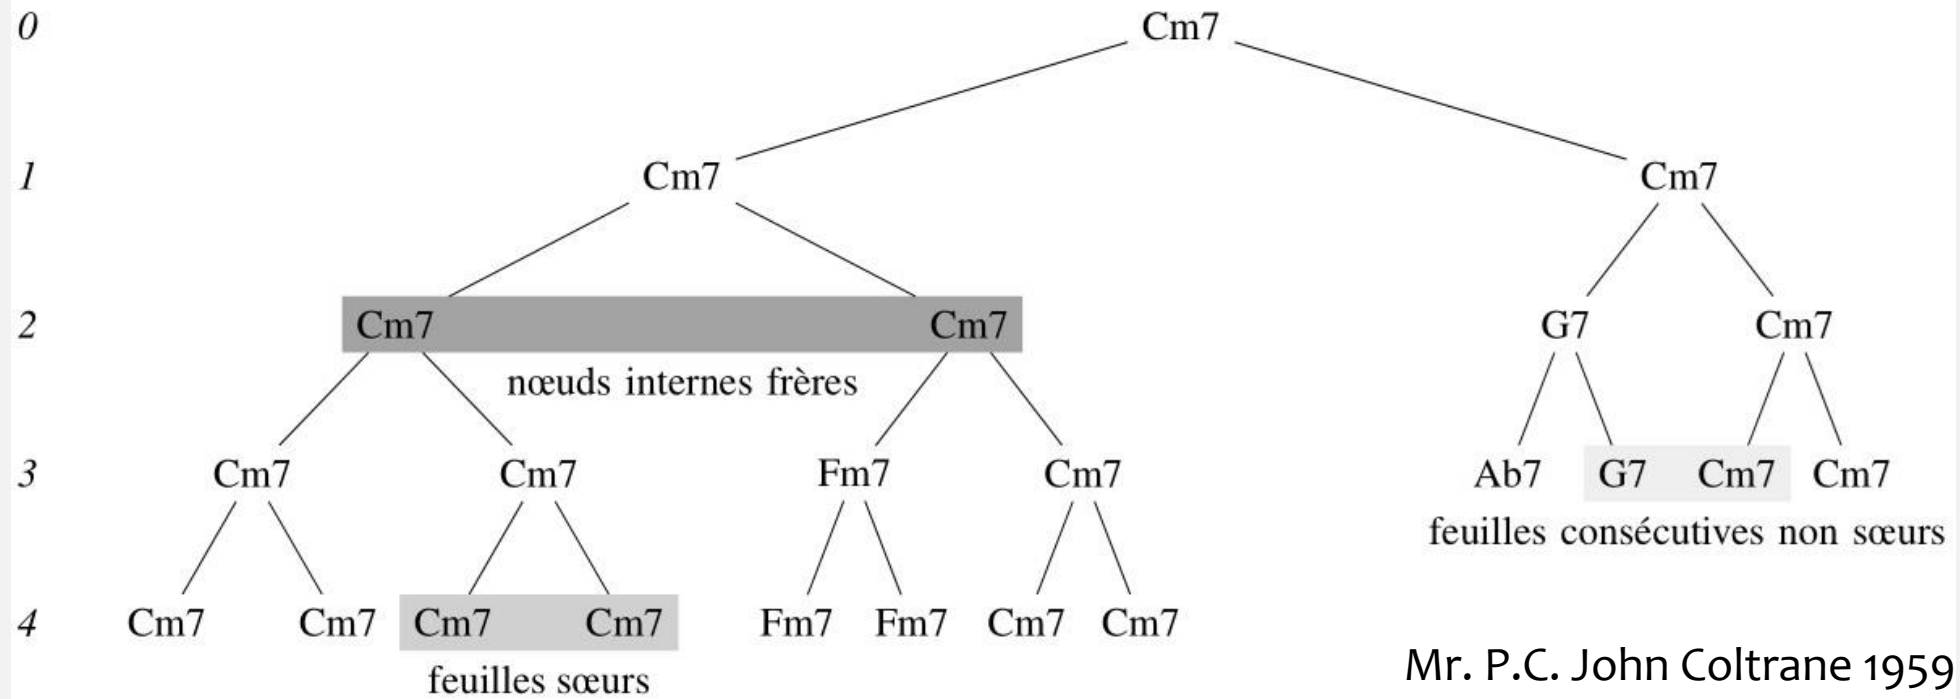 0 Cm7
1 Cm7 Cm7
2 Cm7 Cm7 G7 Cm7
nœuds internes frères
3 Cm7 Cm7 Fm7 Cm7 Ab7 G7 Cm7 Cm7
feuilles consécutives non sœurs
4 Cm7 Cm7 Cm7 Cm7 Fm7 Fm7 Cm7 Cm7
feuilles sœurs
Mr. P.C. John Coltrane 1959